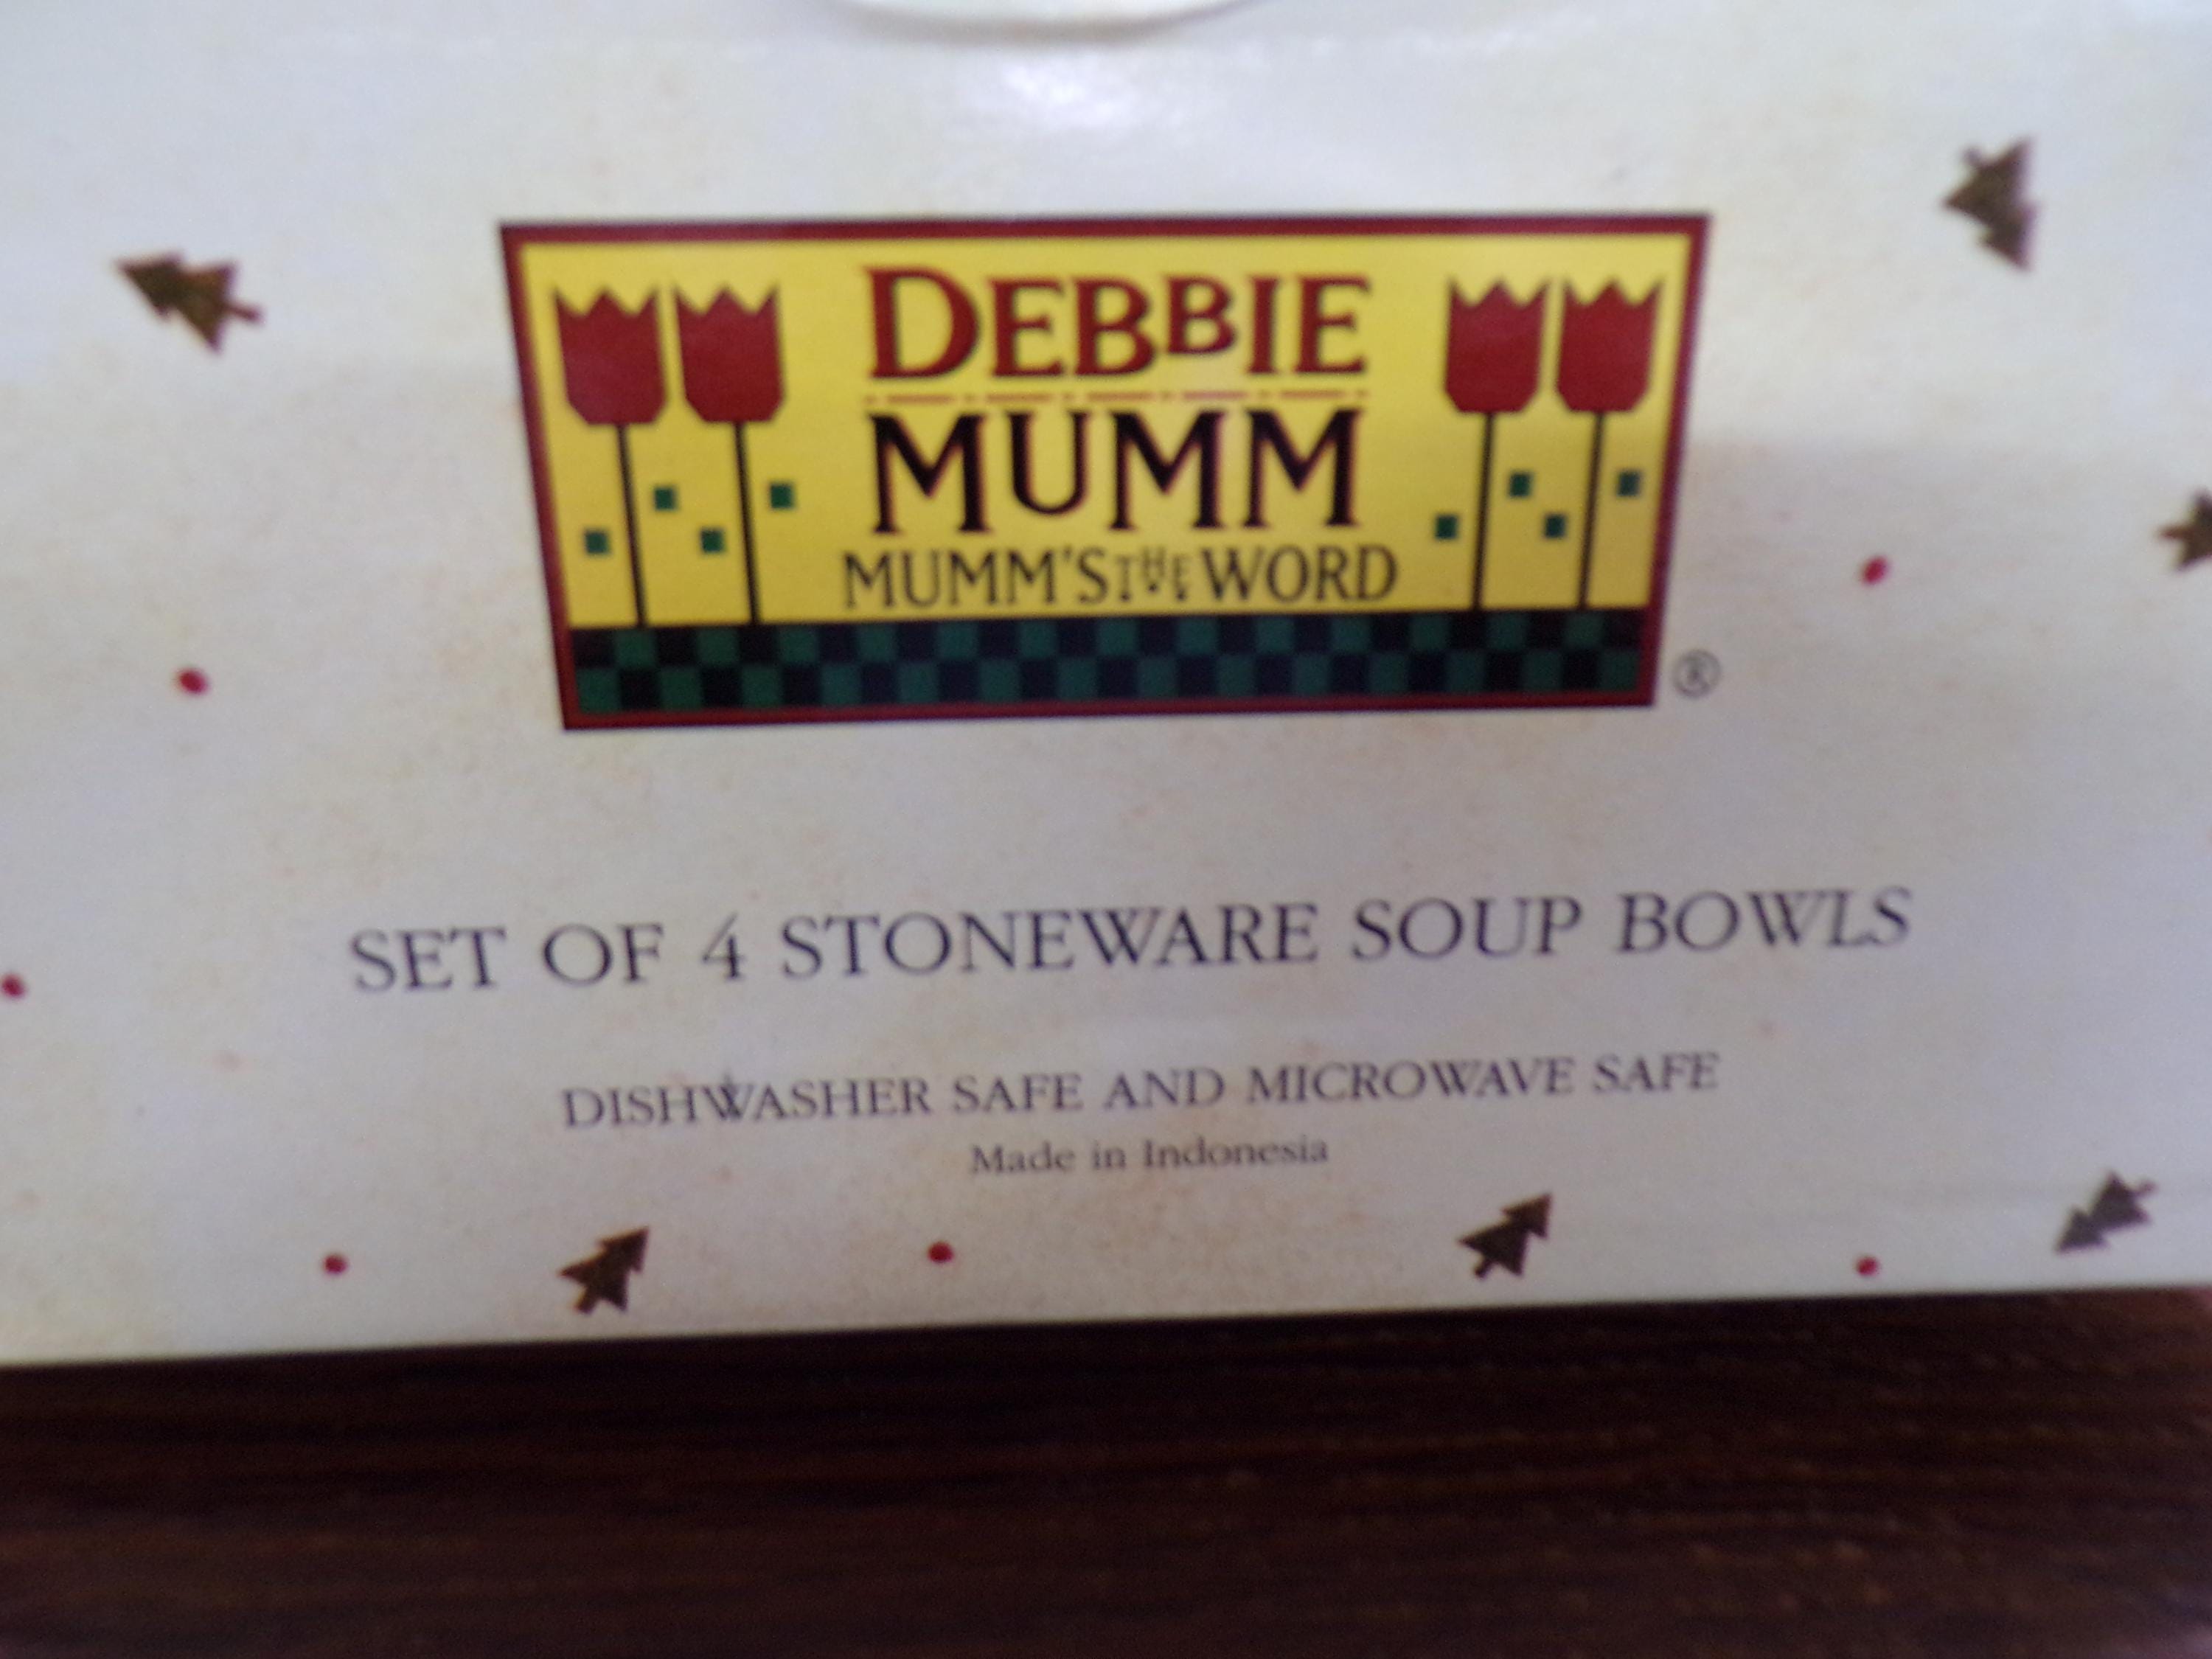 DEBBIE
MUMM
MUMM'S THE WORD
®
SET OF 4 STONEWARE SOUP BOWLS
DISHWASHER SAFE AND MICROWAVE SAFE
Made in Indonesia